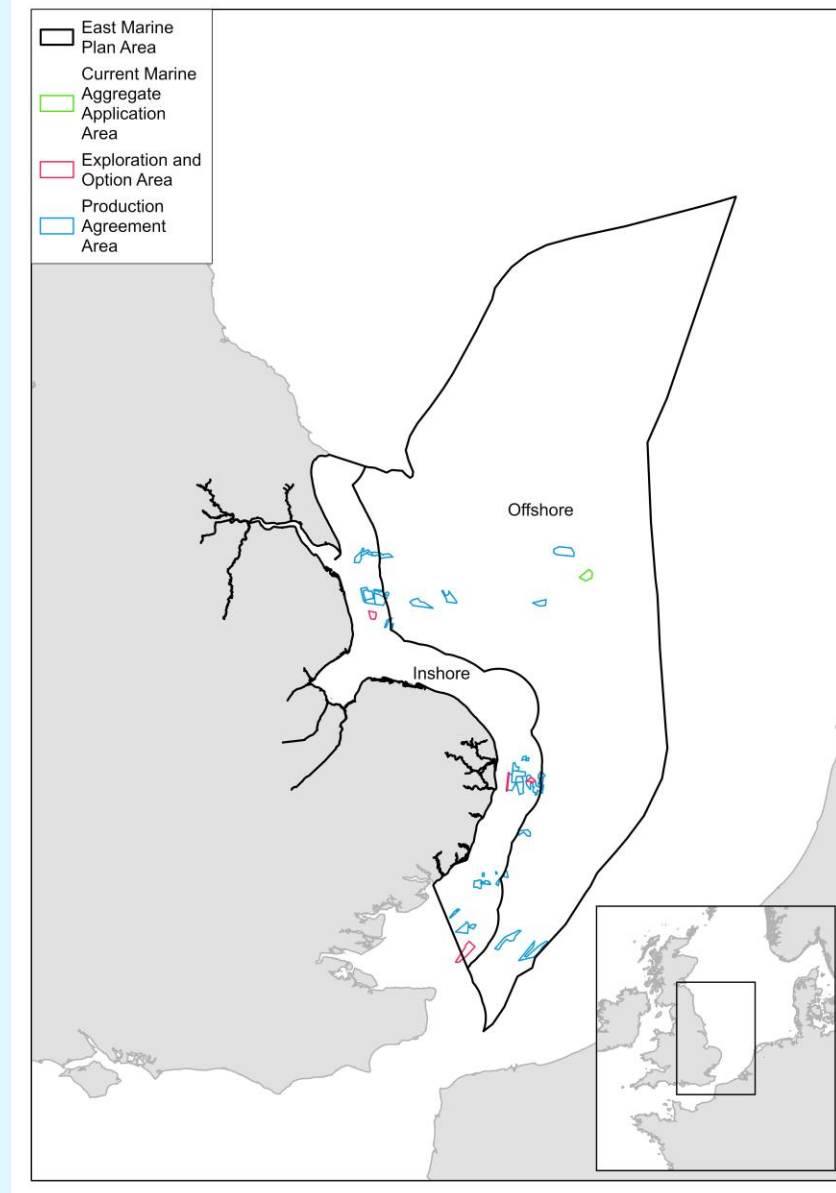 East Marine
Plan Area
Current Marine
Aggregate
Application
Area
Exploration and
Option Area
Production
Agreement
Area
Offshore
Inshore